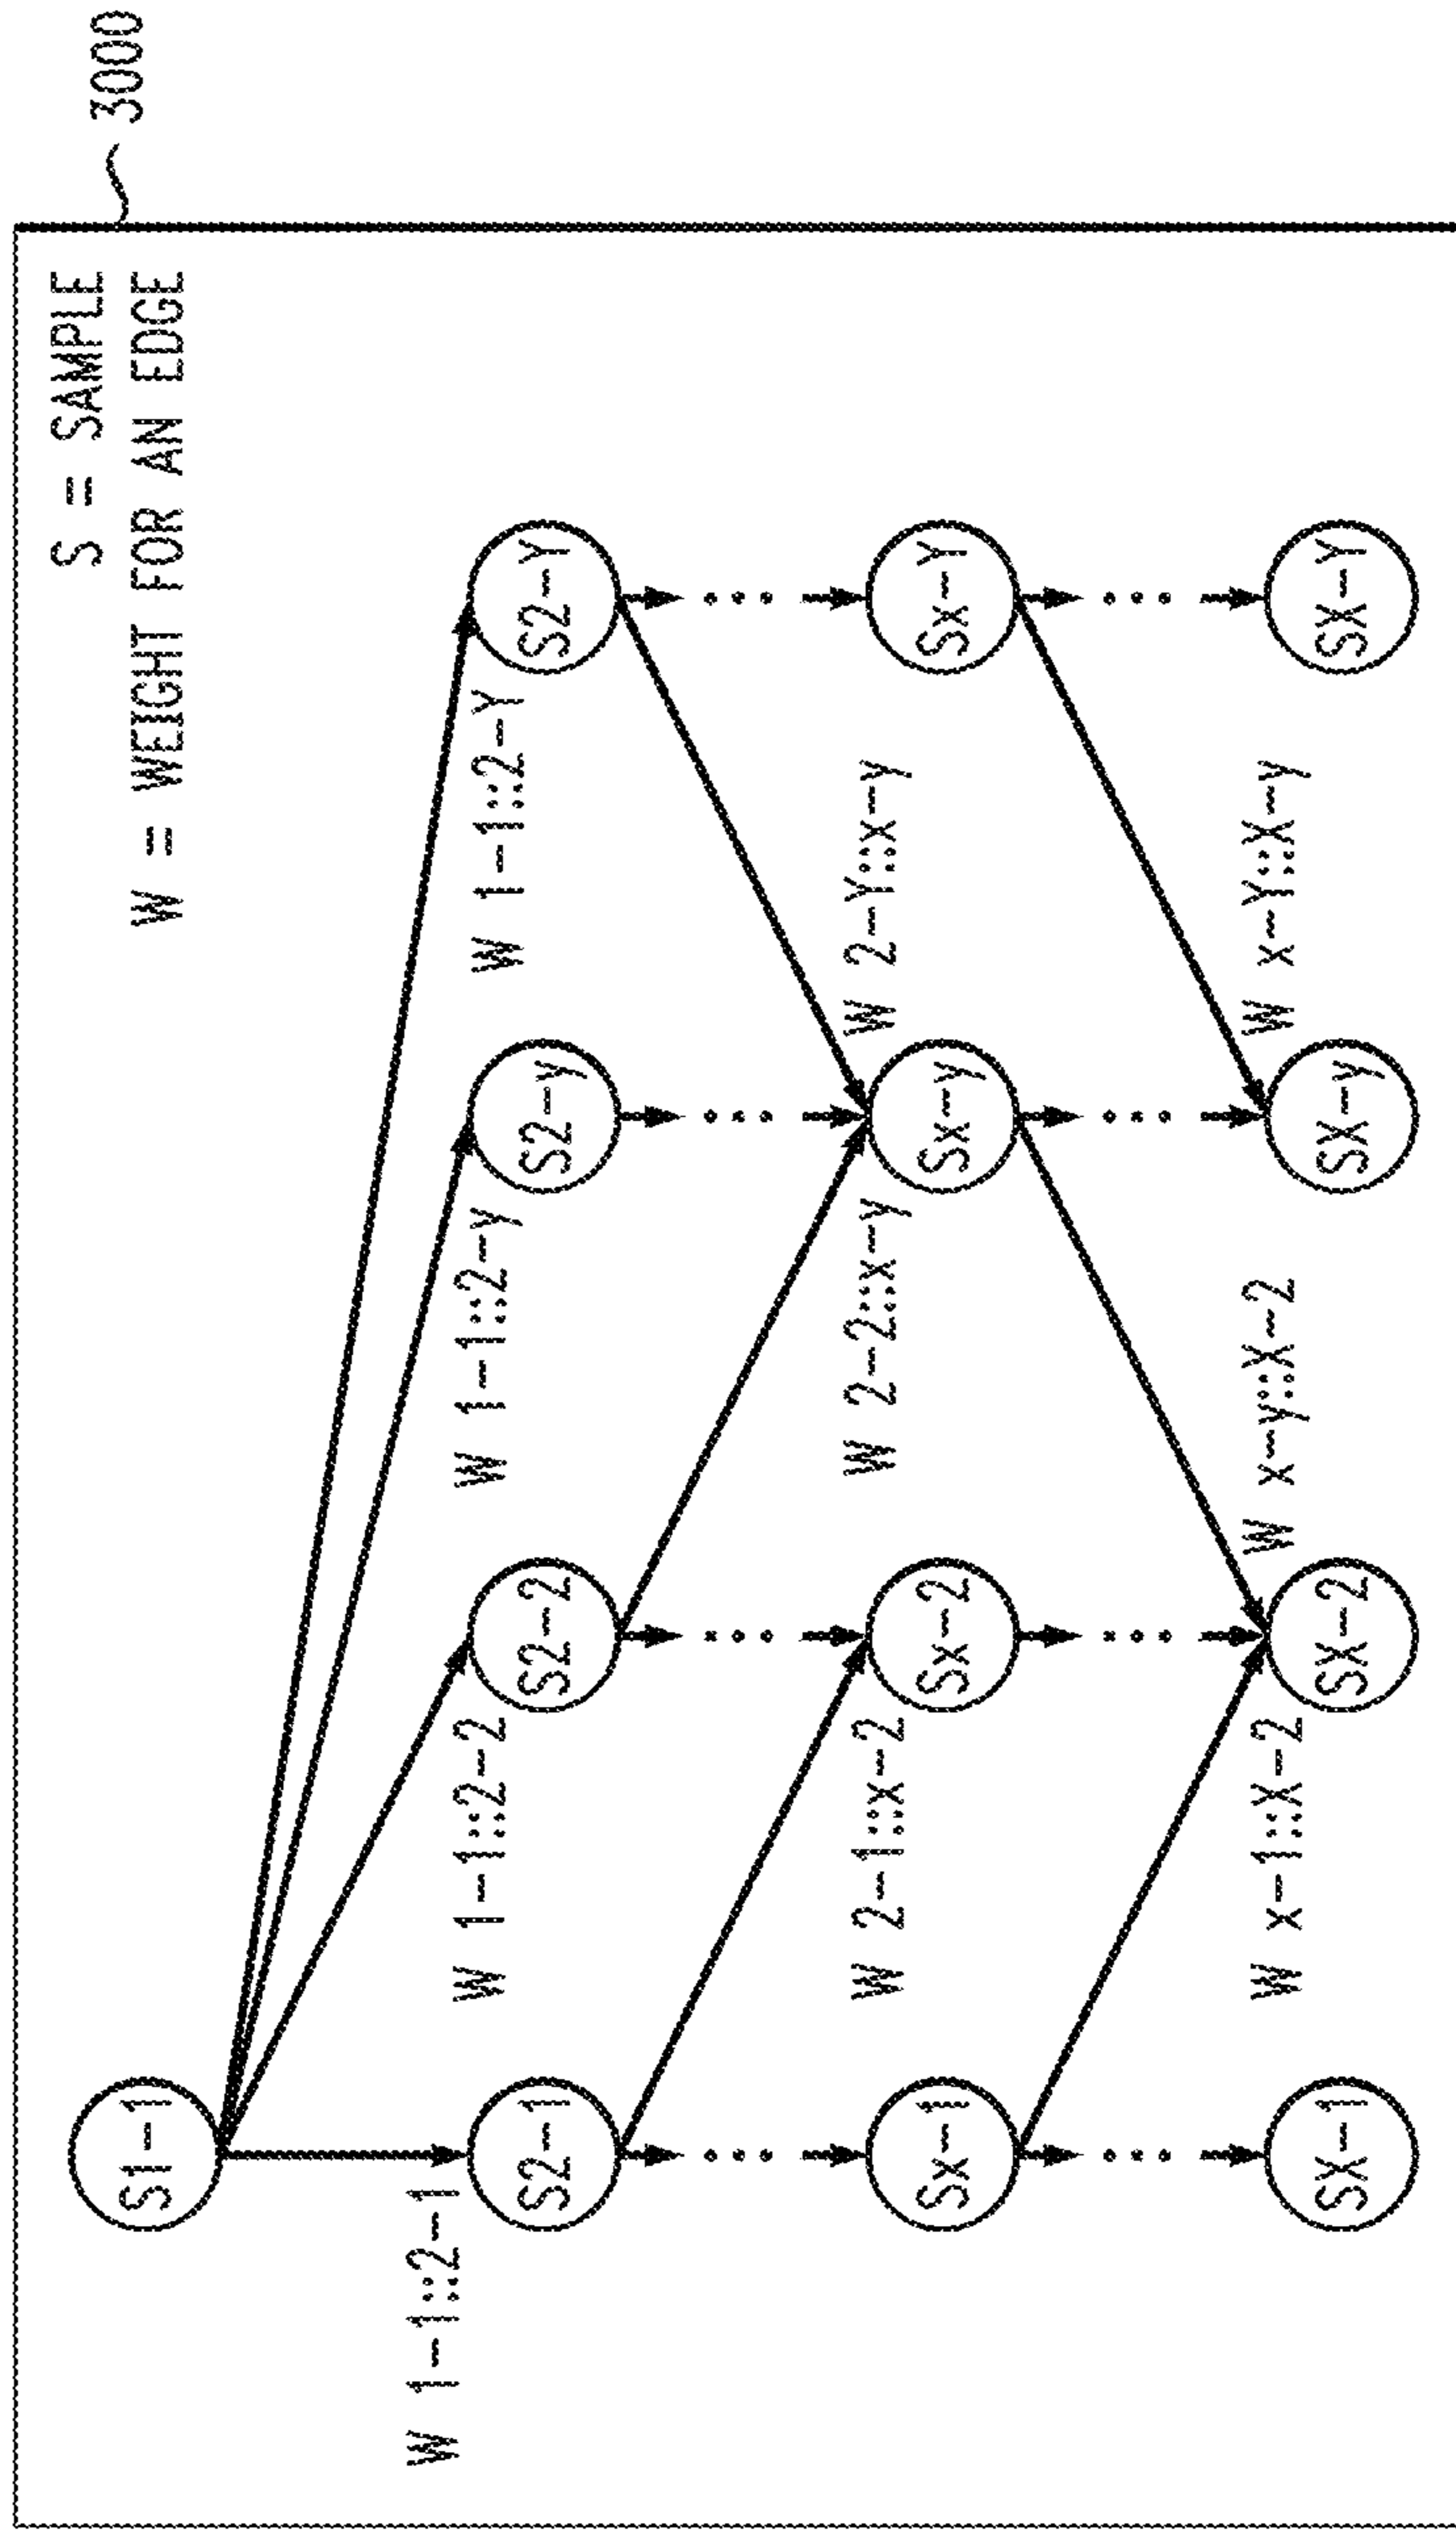 3000
S = SAMPLE
W = WEIGHT FOR AN EDGE
S1-1
W 1-1::2-1
W 1-1::2-2
W 1-1::2-y
W 1-1::2-Y
S2-1
S2-2
S2-y
S2-Y
W 2-1::x-2
W 2-2::x-y
W 2-Y::x-y
Sx-1
Sx-2
Sx-y
Sx-Y
W x-1::X-2
W x-y::X-2
W x-Y::X-y
SX-1
SX-2
SX-y
SX-Y